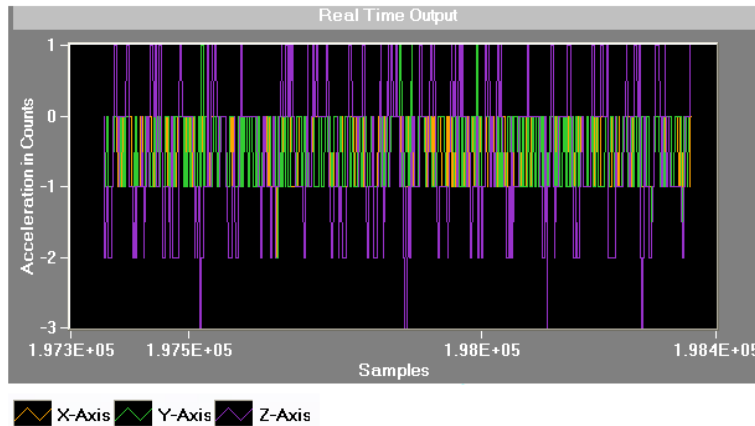 Real Time Output
Acceleration in Counts
1
0
-1
-2
-3
1.973E+05 1.975E+05 1.98E+05 1.984E+05
Samples
X-Axis Y-Axis Z-Axis